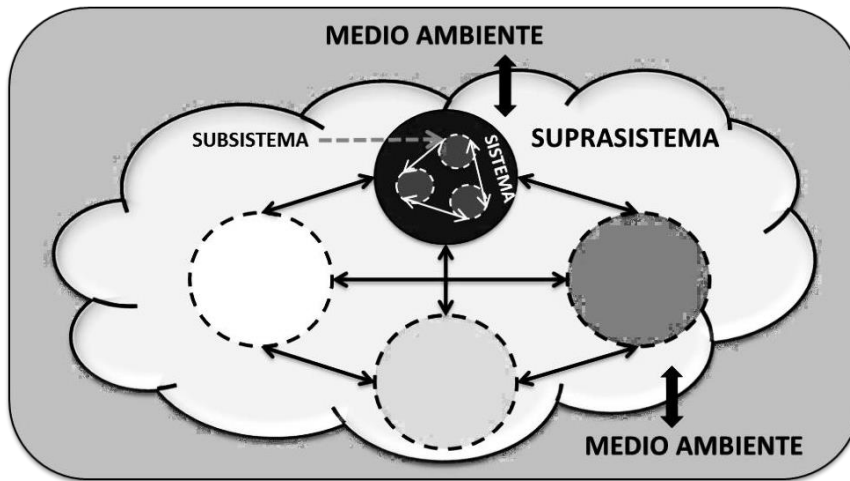 MEDIO AMBIENTE
SUBSISTEMA
SISTEMA
SUPRASISTEMA
MEDIO AMBIENTE